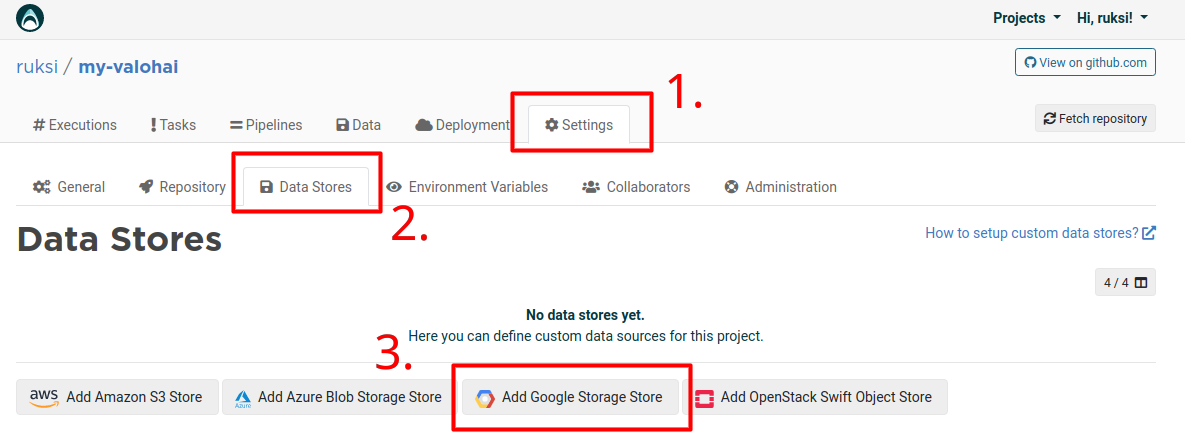 Projects Hi, ruksi!
ruksi / my-valohai
View on github.com
1.
# Executions Tasks Pipelines Data Deployment Settings
Fetch repository
General Repository Data Stores Environment Variables Collaborators Administration
2.
Data Stores
How to setup custom data stores?
4 / 4
No data stores yet.
Here you can define custom data sources for this project.
3.
aws Add Amazon S3 Store Azure Add Azure Blob Storage Store Add Google Storage Store Add OpenStack Swift Object Store